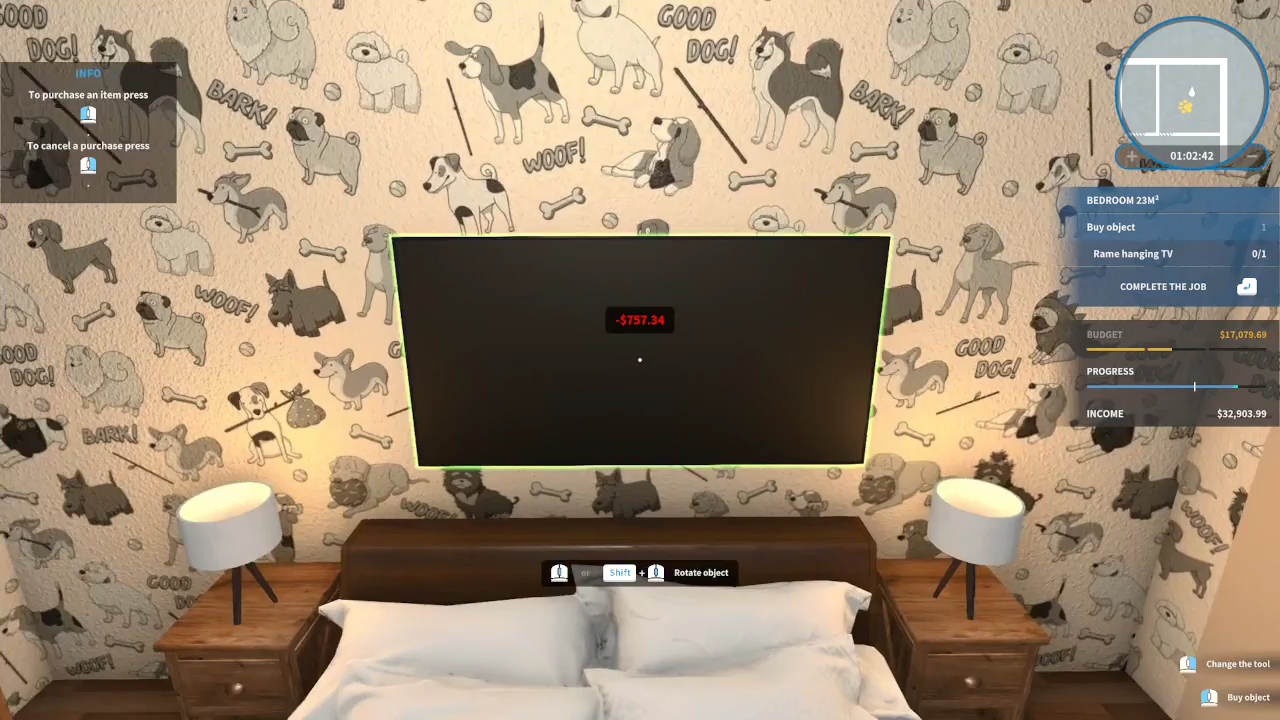 GOOD
DOG!
BARK!
WOOF!
GOOD
DOG!
BARK!
WOOF!
GOOD
DOG!
BARK!
GOOD
DOG!
WOOF!
GOOD
WOOF!
WOOF!
INFO
To purchase an item press
.
To cancel a purchase press
.
-$757.34
or Shift + Rotate object
01:02:42
BEDROOM 23M²
Buy object 1
Rame hanging TV 0/1
COMPLETE THE JOB
BUDGET $17,079.69
PROGRESS
INCOME $32,903.99
Change the tool
Buy object